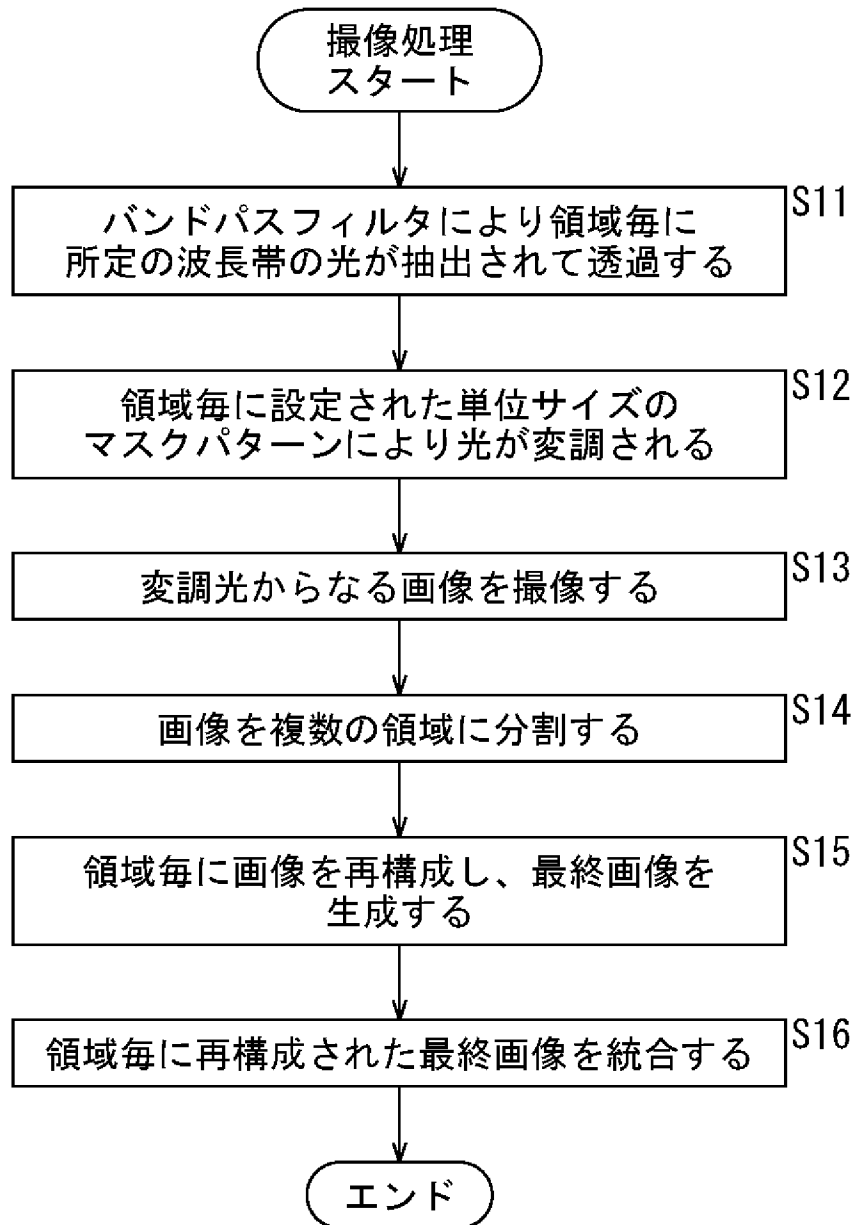 撮像処理
スタート
S11
バンドパスフィルタにより領域毎に
所定の波長帯の光が抽出されて透過する
S12
領域毎に設定された単位サイズの
マスクパターンにより光が変調される
S13
変調光からなる画像を撮像する
S14
画像を複数の領域に分割する
S15
領域毎に画像を再構成し、最終画像を
生成する
S16
領域毎に再構成された最終画像を統合する
エンド